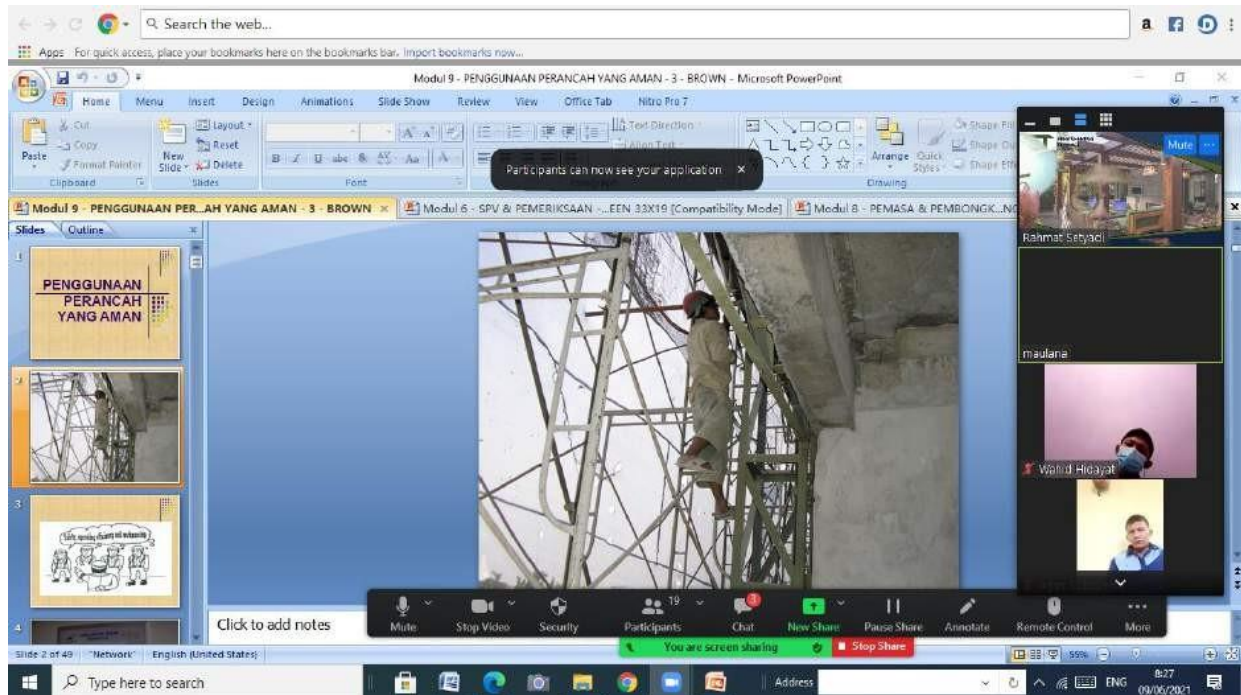 Search the web...
Apps For quick access, place your bookmarks here on the bookmarks bar. Import bookmarks now...
Modul 9 - PENGGUNAAN PERANCAH YANG AMAN - 3 - BROWN - Microsoft PowerPoint
Home Menu Insert Design Animations Slide Show Review View Office Tab Nitro Pro 7
Cut
Copy
Format Painter
Paste
Clipboard
New Slide
Layout
Reset
Delete
Slides
Font
Text Direction
Align Text
Arrange
Quick Styles
Drawing
Participants can now see your application
Modul 9 - PENGGUNAAN PER...AH YANG AMAN - 3 - BROWN
Modul 6 - SPV & PEMERIKSAAN -...EEN 33X19 [Compatibility Mode]
Modul 8 - PEMASA & PEMBONGK...NG
Slides Outline
1
PENGGUNAAN
PERANCAH
YANG AMAN
2
3
4
Mute
Rahmat Setyadi
maulana
Wahid Hidayat
Click to add notes
Mute
Stop Video
Security
19
Participants
3
Chat
New Share
Pause Share
Annotate
Remote Control
More
You are screen sharing
Stop Share
Slide 2 of 49 "Network" English (United States)
55%
Type here to search
Address
ENG
8:27
09/06/2021